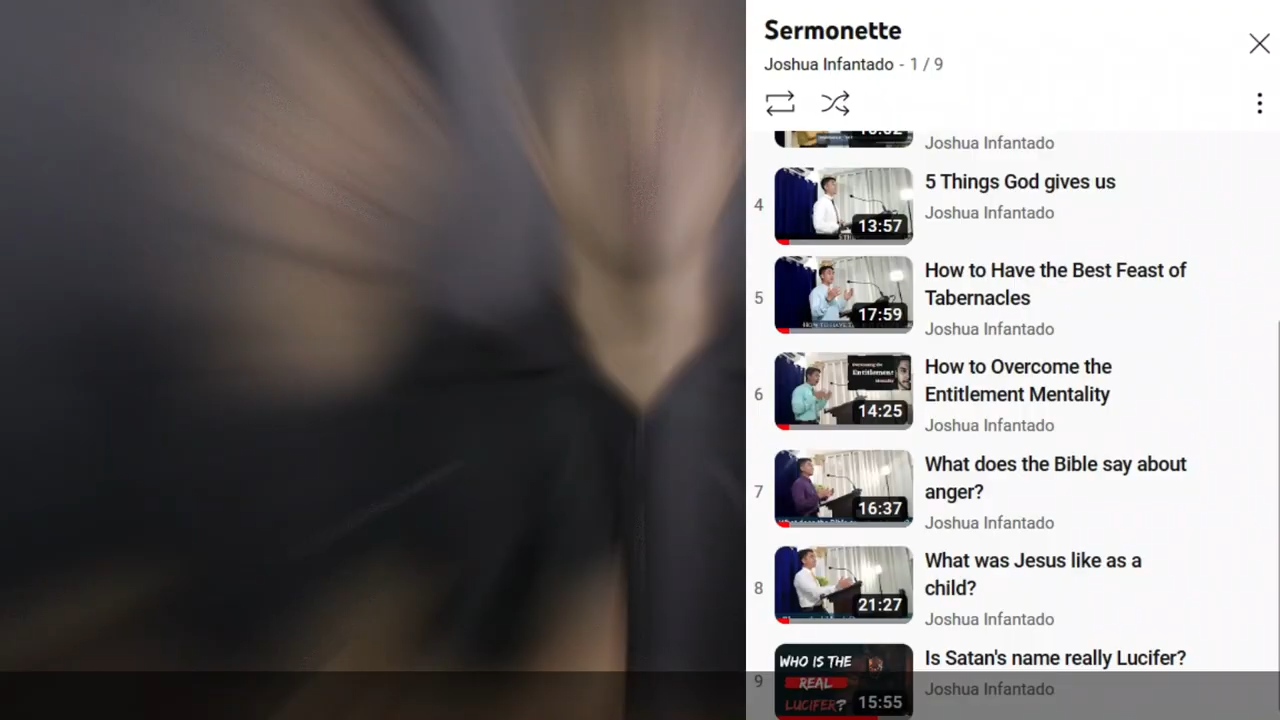 Sermonette
Joshua Infantado - 1 / 9
Joshua Infantado
4
13:57
5 Things God gives us
Joshua Infantado
5
17:59
How to Have the Best Feast of
Tabernacles
Joshua Infantado
6
Entitlement
14:25
How to Overcome the
Entitlement Mentality
Joshua Infantado
7
16:37
What does the Bible say about
anger?
Joshua Infantado
8
21:27
What was Jesus like as a
child?
Joshua Infantado
9
WHO IS THE
REAL
LUCIFER?
15:55
Is Satan's name really Lucifer?
Joshua Infantado